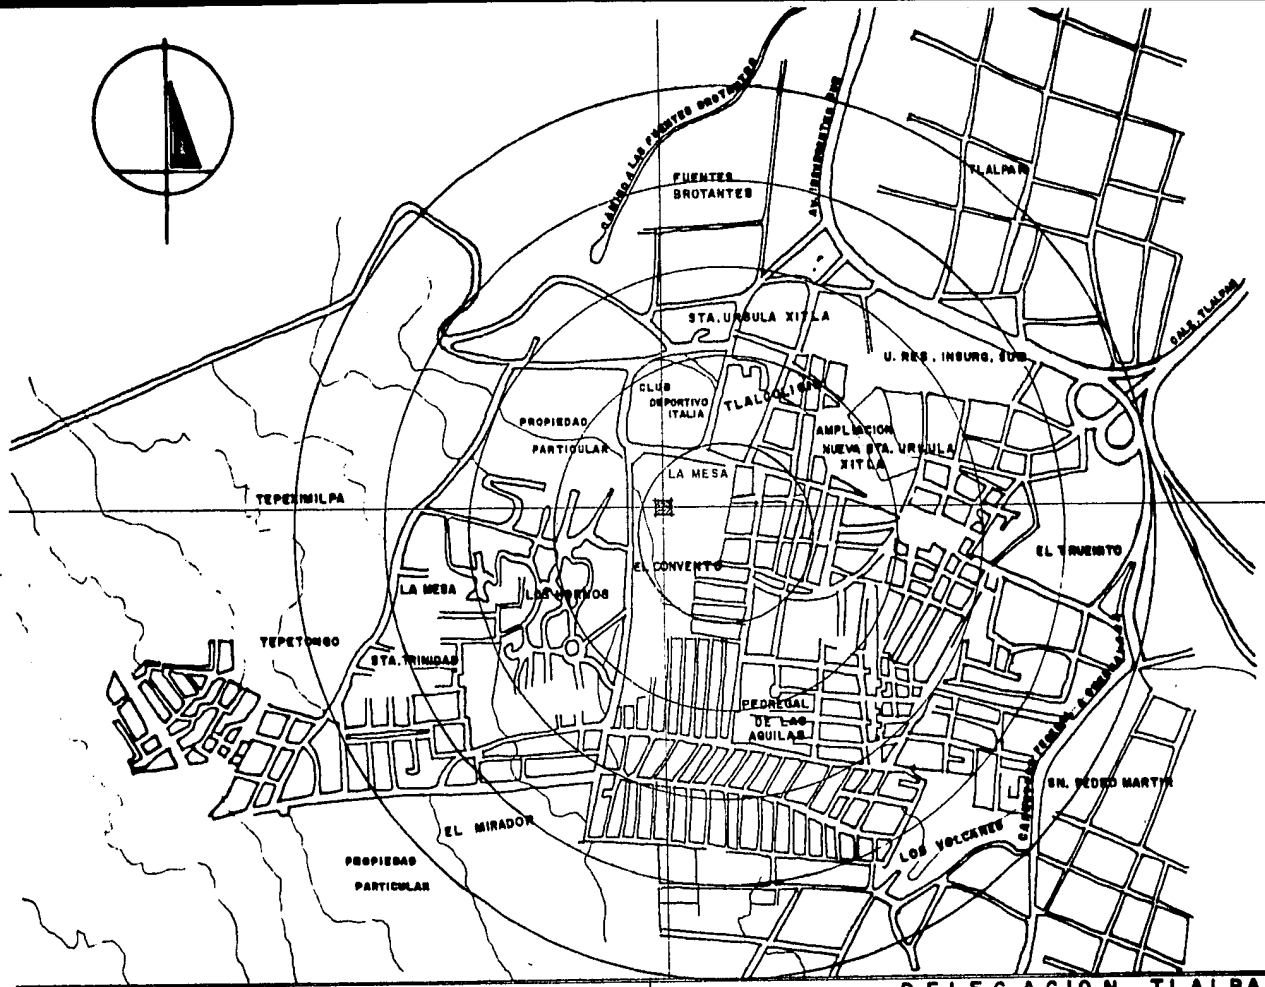 CAMINO A LAS FUENTES BROTANTES
AV. INSURGENTES SUR
FUENTES
BROTANTES
TLALPAN
CALZ. TLALPAN
STA. URSULA XITLA
U. RES. INSURG. SUR
CLUB
DEPORTIVO
ITALIA
TLALCOLIGIA
PROPIEDAD
PARTICULAR
AMPLIACION
NUEVA STA. URSULA
XITLA
LA MESA
TEPEXIMILPA
EL TRUENITO
EL CONVENTO
LA MESA
LOS HORNOS
TEPETONGO
STA. TRINIDAD
PEDREGAL
DE LAS
AGUILAS
SN. PEDRO MARTIR
EL MIRADOR
LOS VOLCANES
PROPIEDAD
PARTICULAR
DELEGACION TLALPA